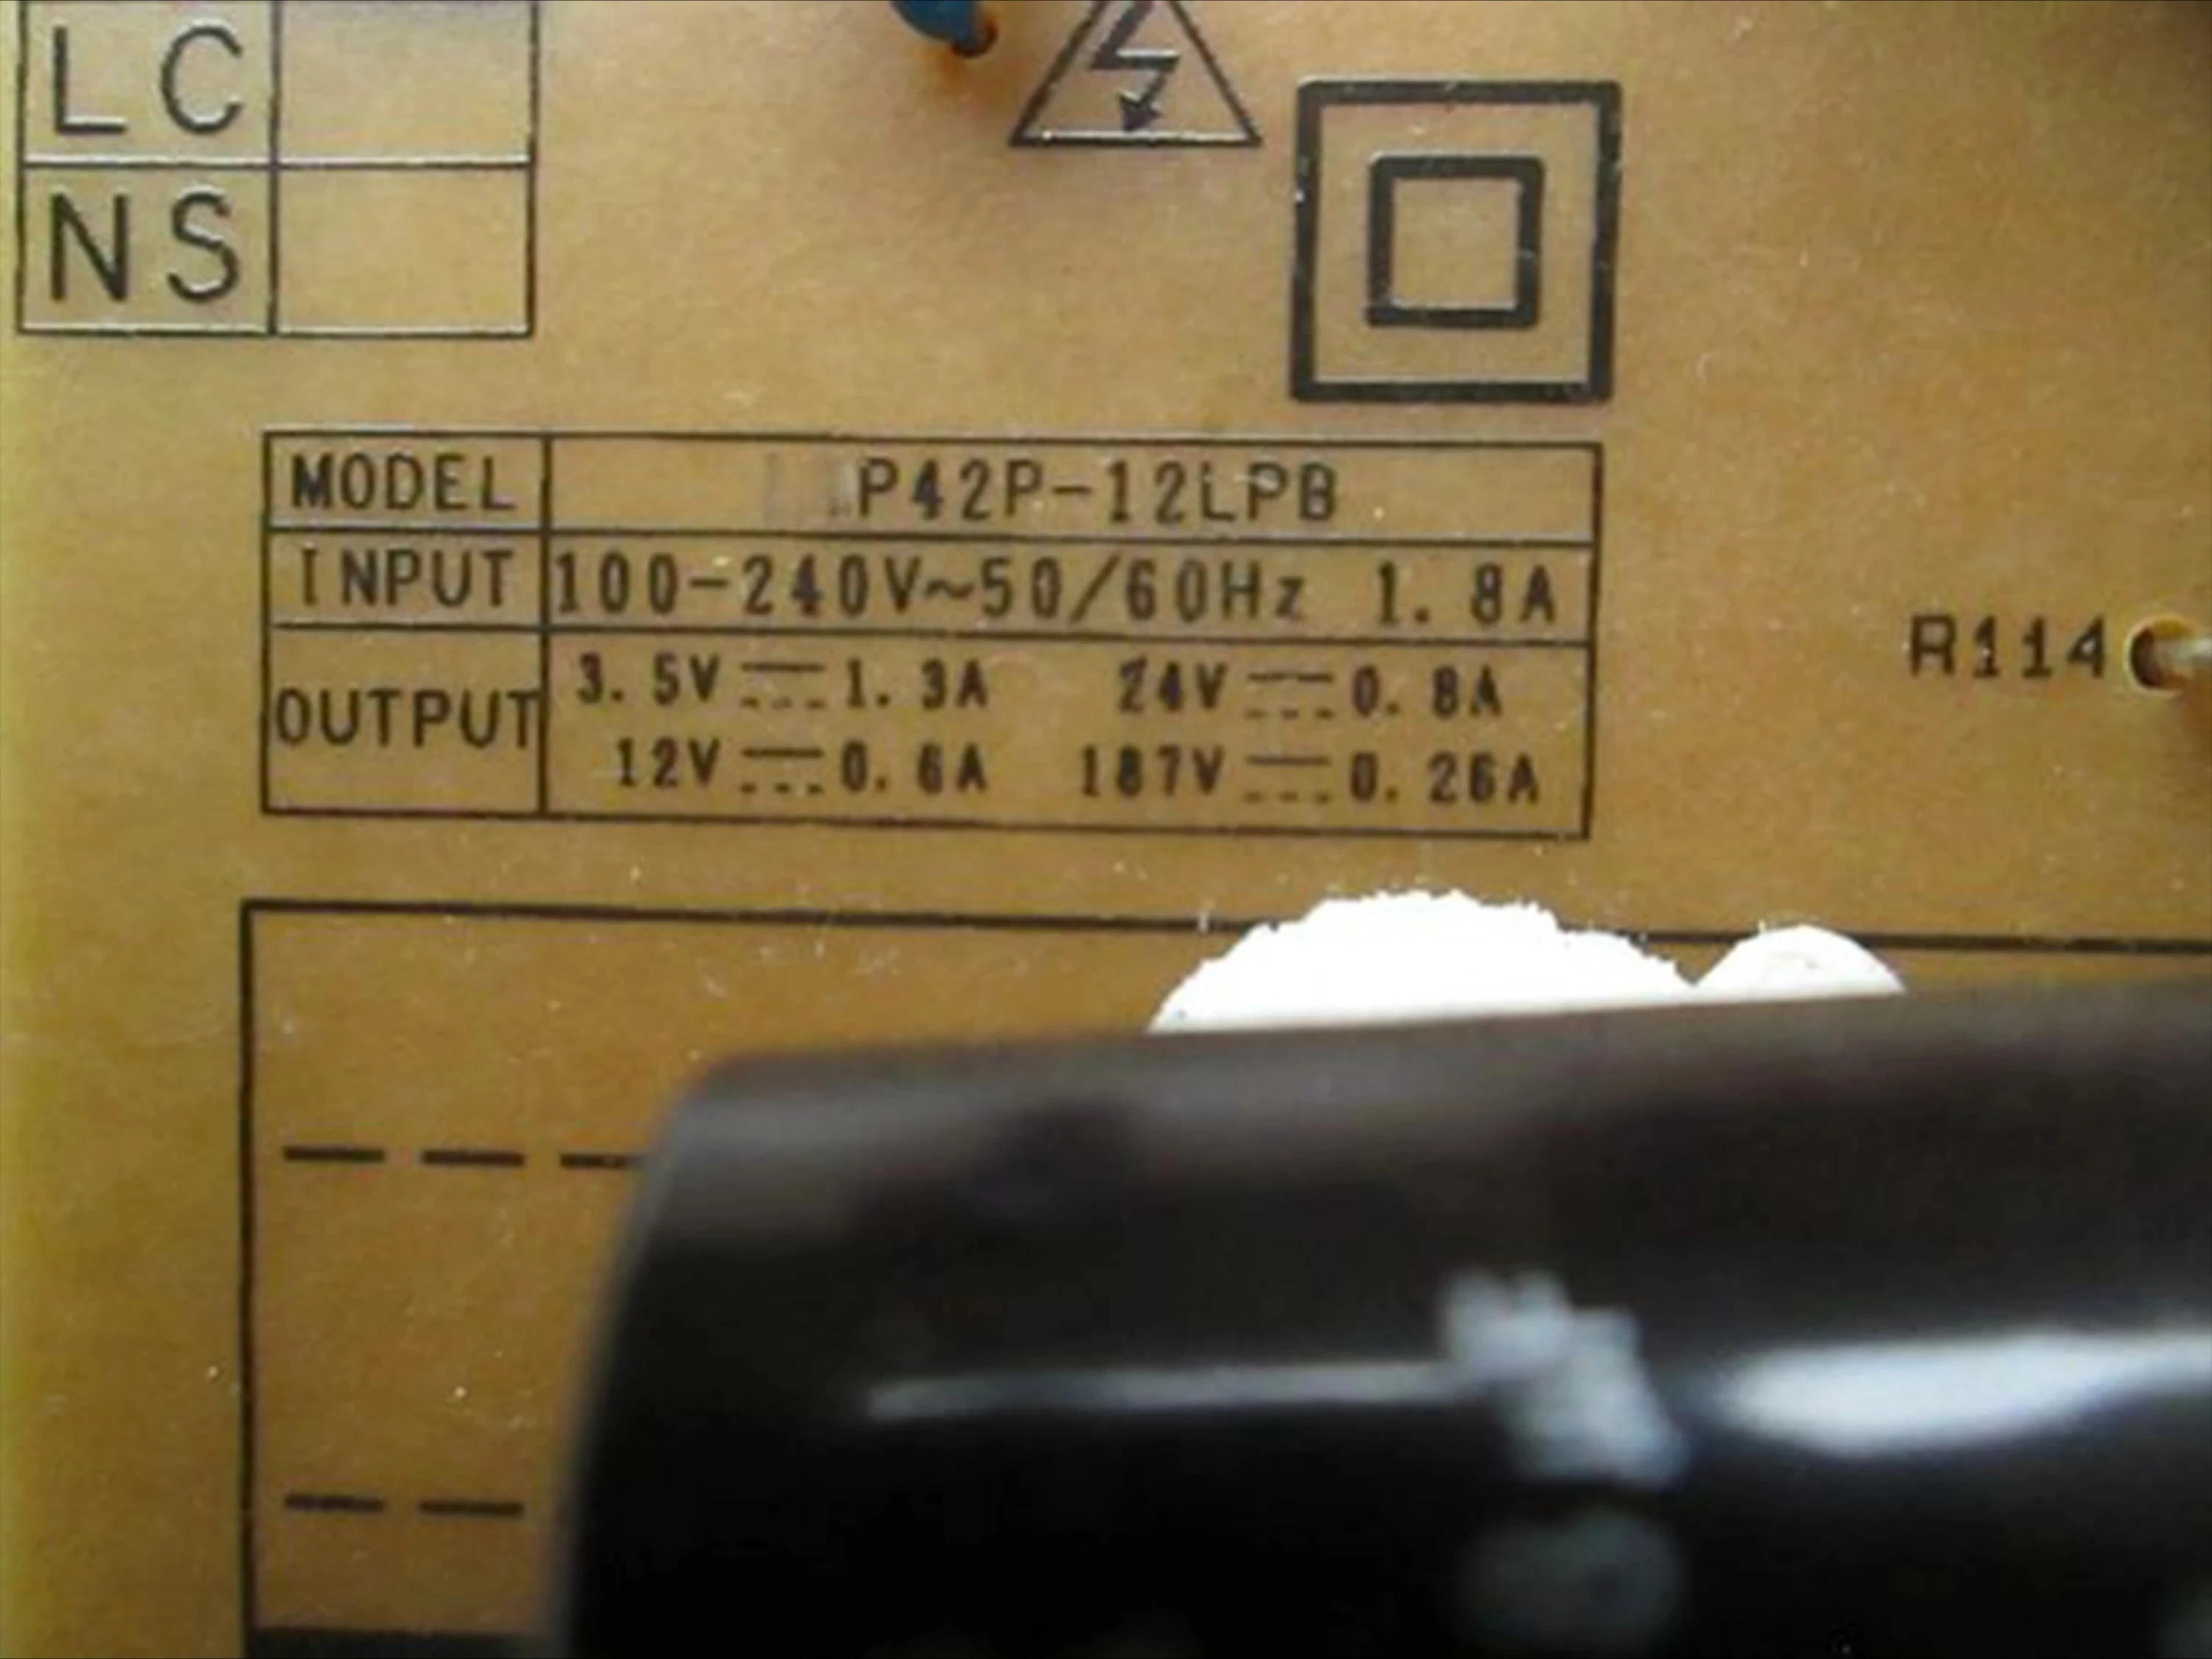 LC
NS
MODEL P42P-12LPB
INPUT 100-240V~50/60Hz 1.8A
OUTPUT
3.5V⎓1.3A 24V⎓0.8A
12V⎓0.6A 187V⎓0.26A
R114